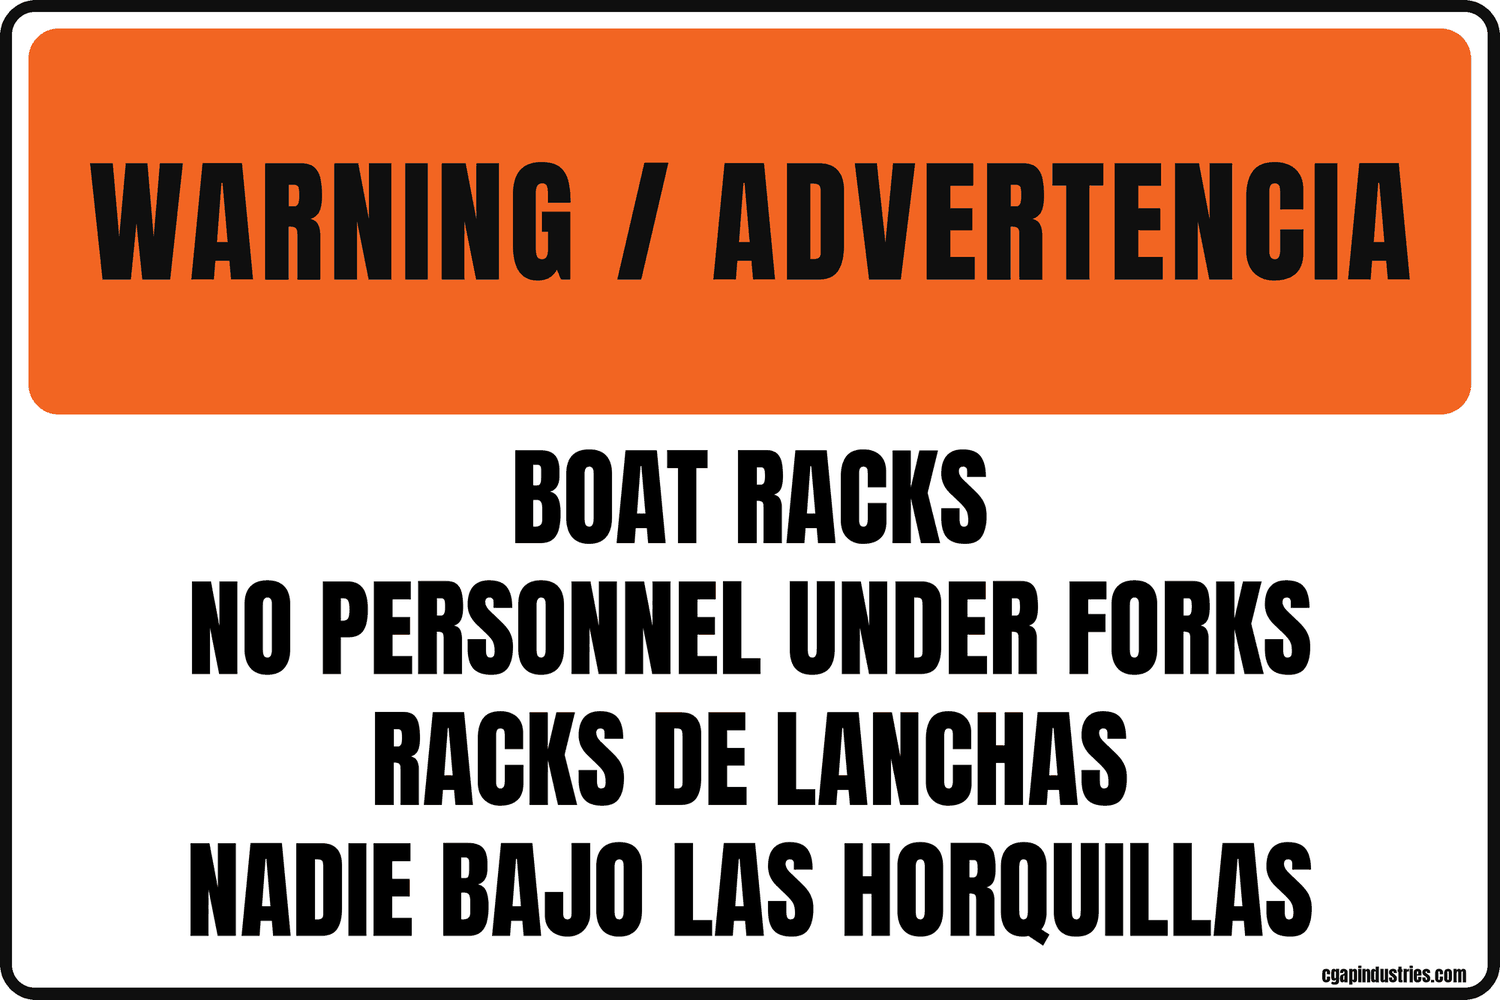 WARNING / ADVERTENCIA
BOAT RACKS
NO PERSONNEL UNDER FORKS
RACKS DE LANCHAS
NADIE BAJO LAS HORQUILLAS
cgapindustries.com